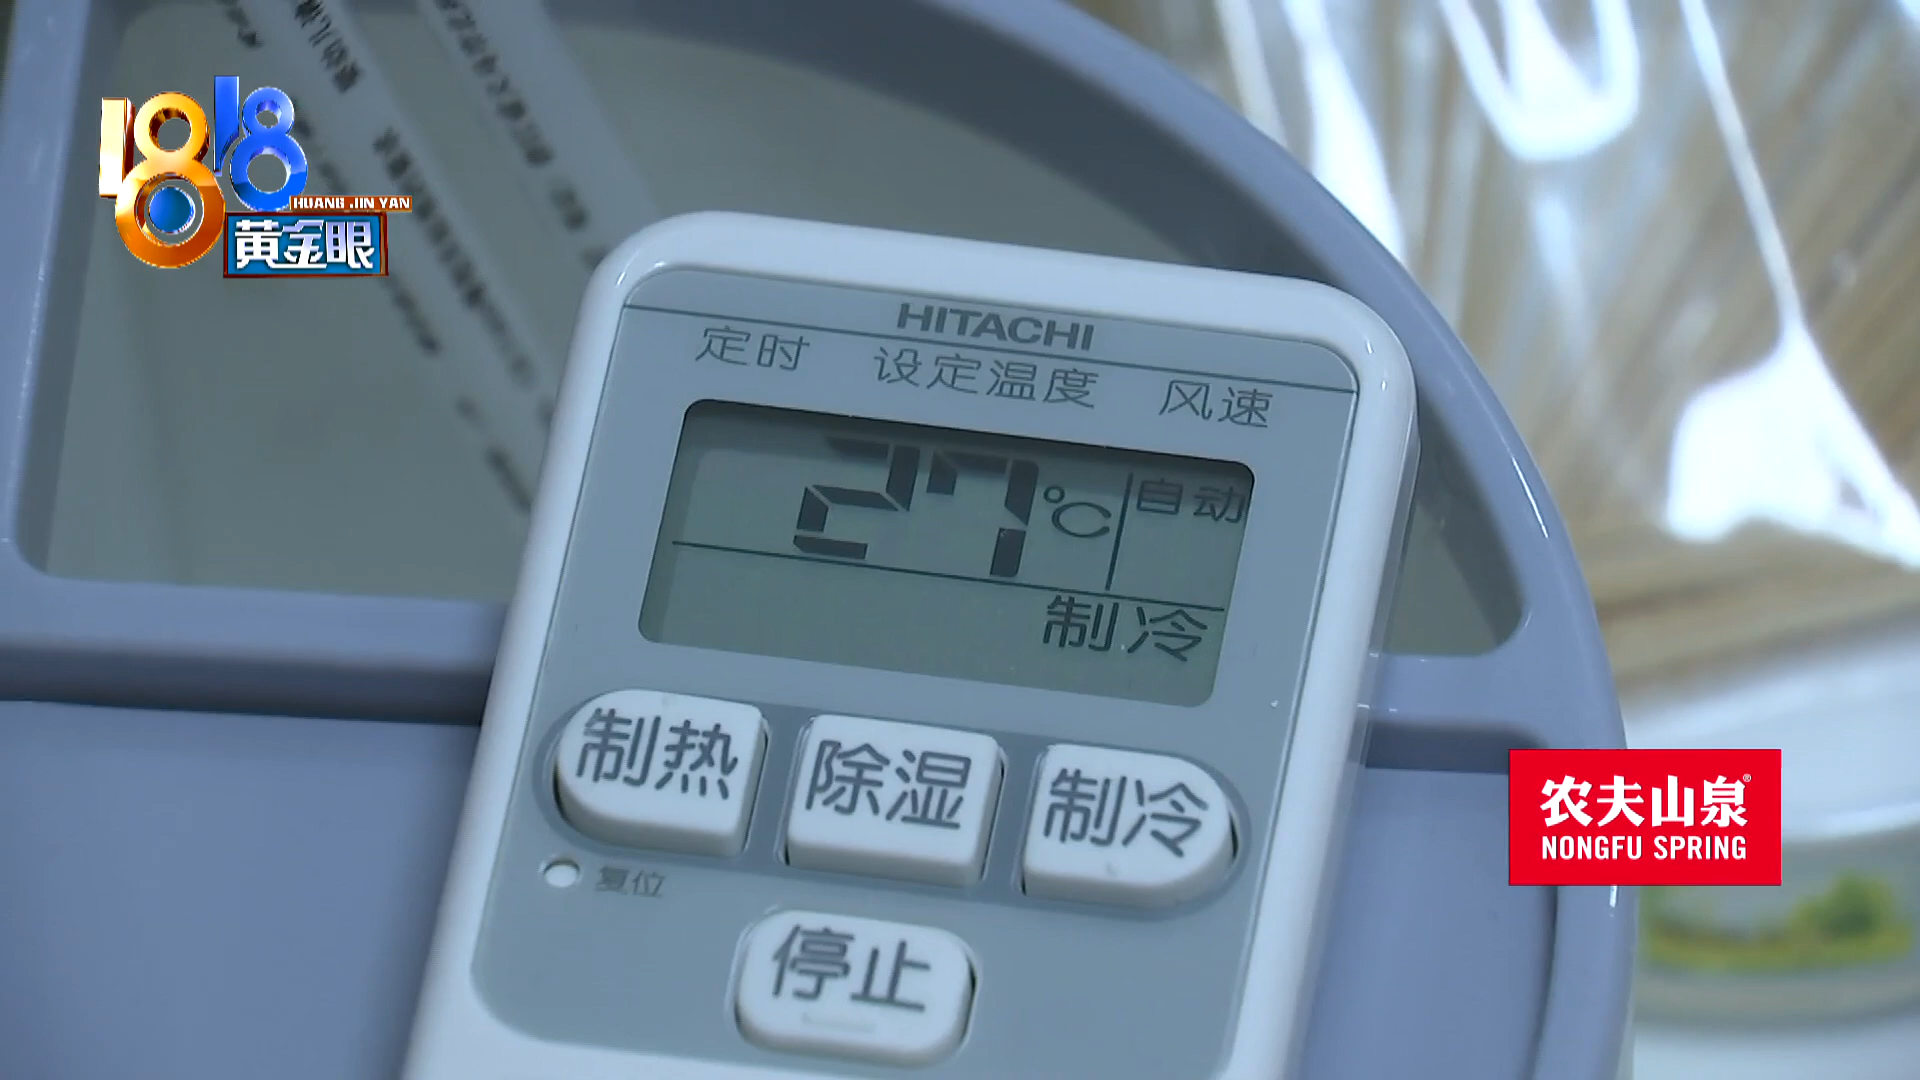 1818
HUANG JIN YAN
黄金眼
HITACHI
定时 设定温度 风速
27℃ 自动
制冷
制热 除湿 制冷
复位
停止
农夫山泉®
NONGFU SPRING